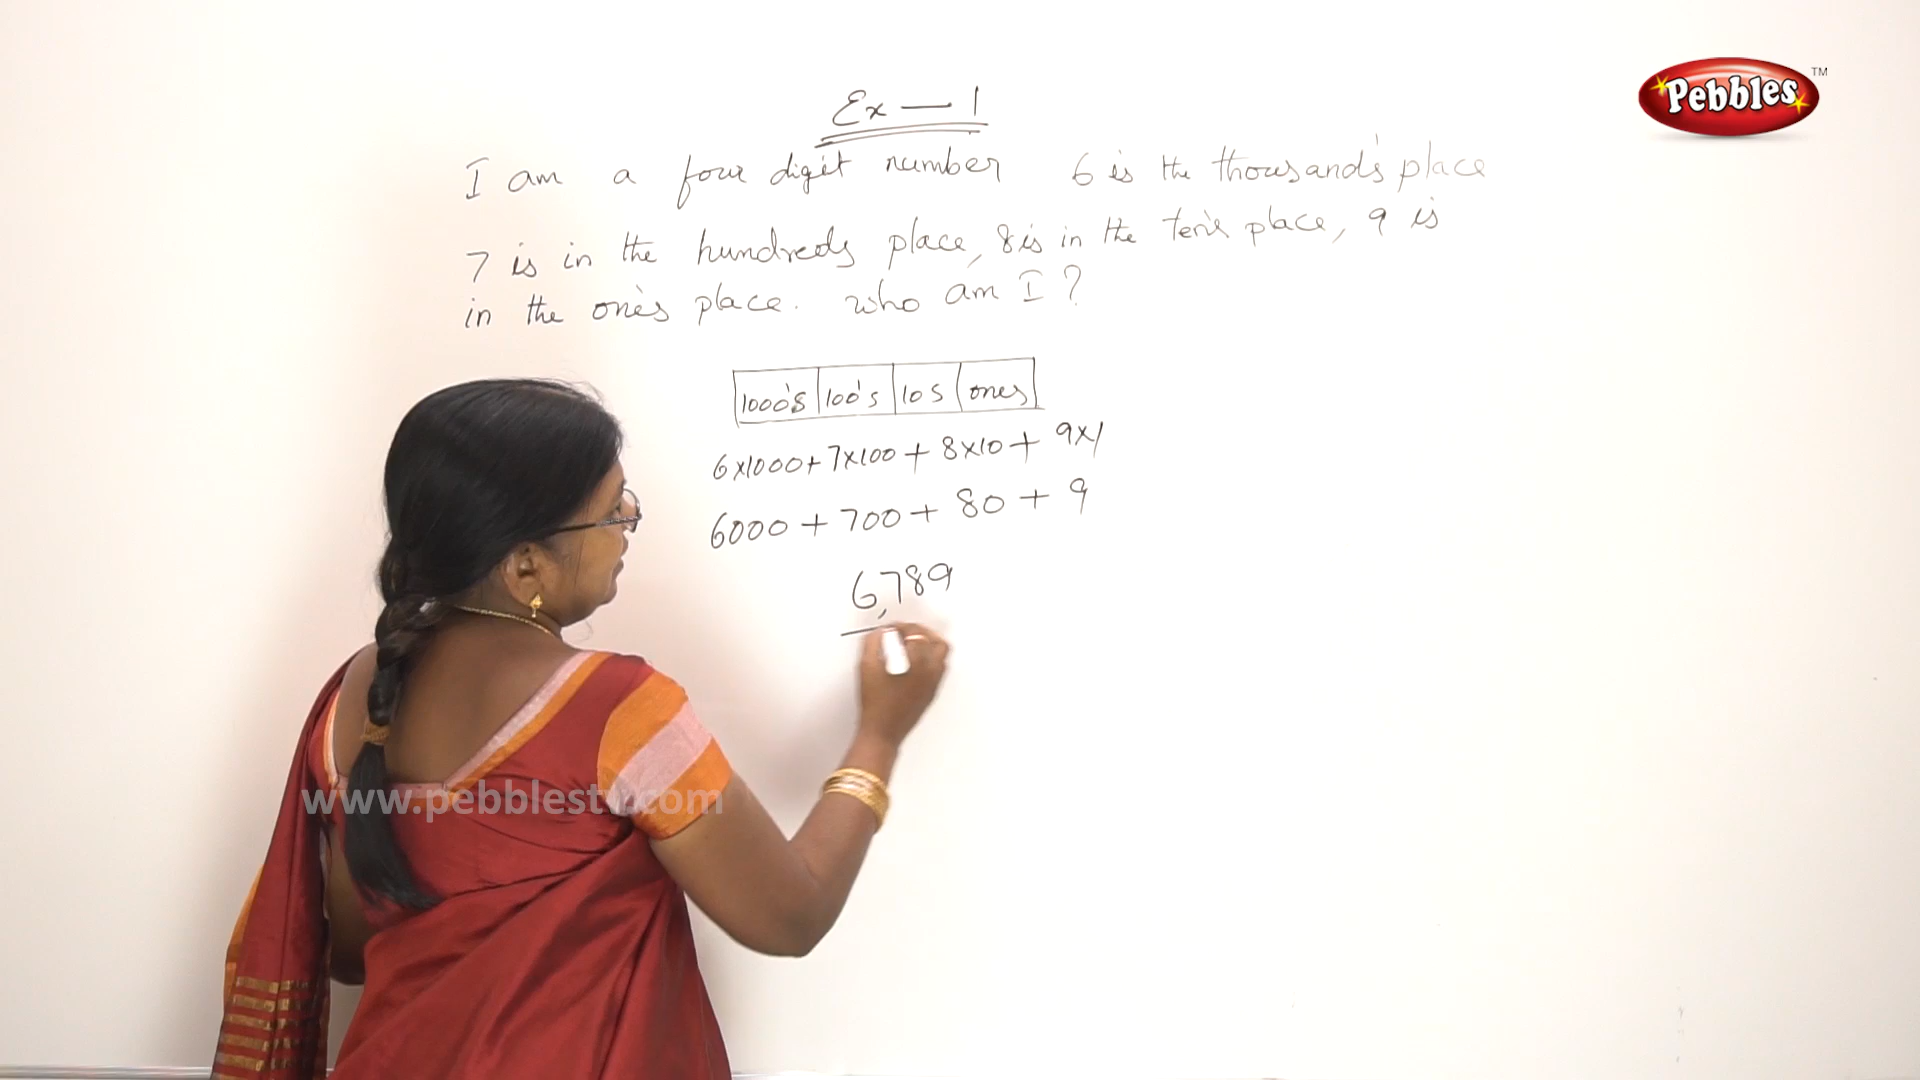 Ex — 1
Pebbles TM
I am a four digit number 6 is the thousand's place
7 is in the hundreds place, 8 is in the ten's place, 9 is
in the one's place. who am I?
1000's 100's 10s ones
6x1000+7x100+8x10+9x1
6000+700+80+9
6,789
www.pebblestv.com